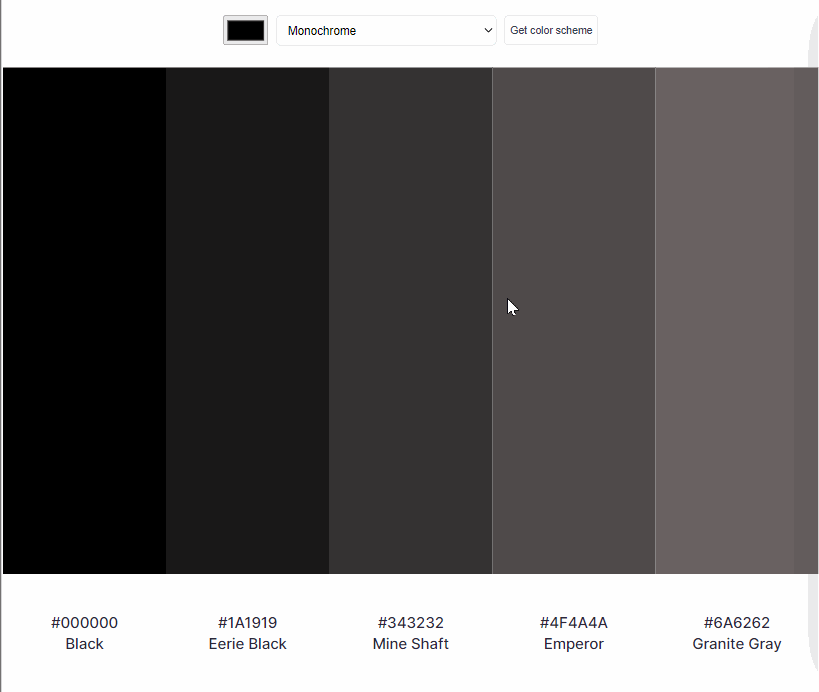 Monochrome
Get color scheme
#000000
Black
#1A1919
Eerie Black
#343232
Mine Shaft
#4F4A4A
Emperor
#6A6262
Granite Gray